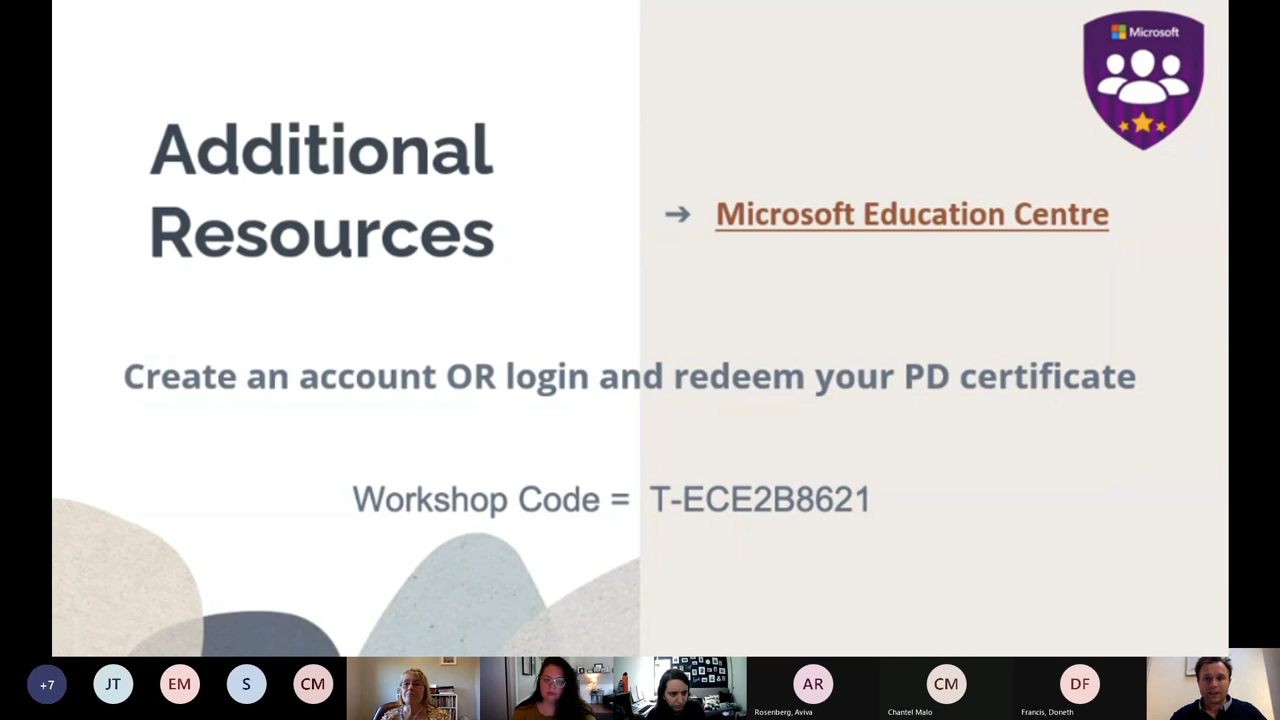 Microsoft
Additional
Resources
➔ Microsoft Education Centre
Create an account OR login and redeem your PD certificate
Workshop Code = T-ECE2B8621
+7
JT
EM
S
CM
AR
Rosenberg, Aviva
CM
Chantel Malo
DF
Francis, Doneth